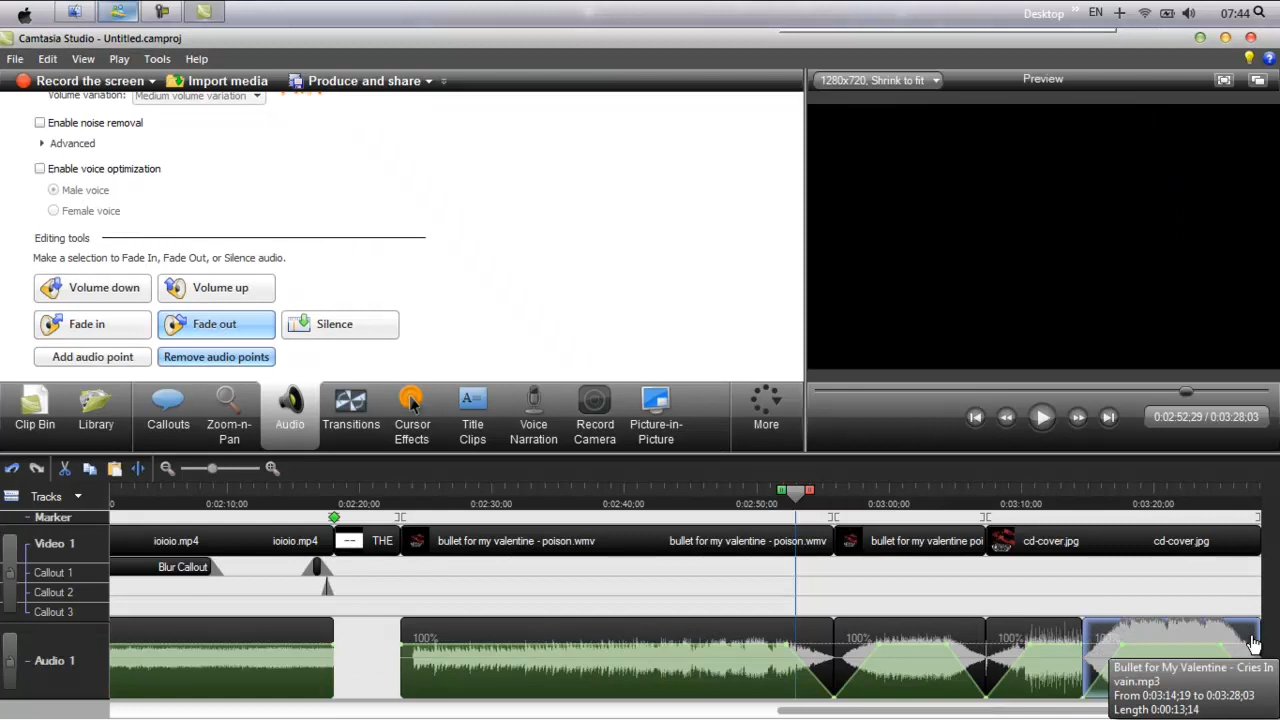 Desktop
EN
07:44
Camtasia Studio - Untitled.camproj
File Edit View Play Tools Help
Record the screen Import media Produce and share
1280x720, Shrink to fit
Preview
Volume variation: Medium volume variation
Enable noise removal
Advanced
Enable voice optimization
Male voice
Female voice
Editing tools
Make a selection to Fade In, Fade Out, or Silence audio.
Volume down Volume up
Fade in Fade out Silence
Add audio point Remove audio points
Clip Bin Library Callouts Zoom-n-Pan Audio Transitions Cursor Effects Title Clips Voice Narration Record Camera Picture-in-Picture More
0:02:52;29 / 0:03:28;03
Tracks
0 0:02:10;00 0:02:20;00 0:02:30;00 0:02:40;00 0:02:50;00 0:03:00;00 0:03:10;00 0:03:20;00
Marker
Video 1 ioioio.mp4 ioioio.mp4 -- THE bullet for my valentine - poison.wmv bullet for my valentine - poison.wmv bullet for my valentine poi cd-cover.jpg cd-cover.jpg
Callout 1 Blur Callout
Callout 2
Callout 3
100% 100% 100% 100%
Audio 1
Bullet for My Valentine - Cries In
vain.mp3
From 0:03:14;19 to 0:03:28;03
Length 0:00:13;14